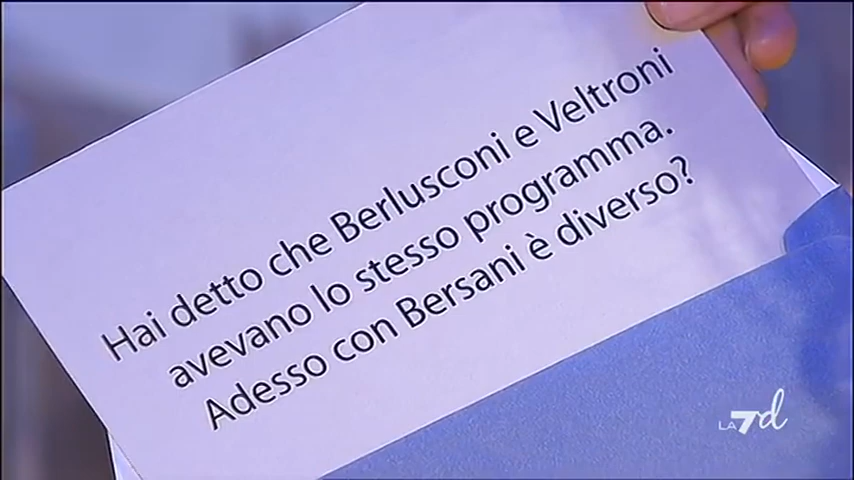 Hai detto che Berlusconi e Veltroni
avevano lo stesso programma.
Adesso con Bersani è diverso?
LA7d